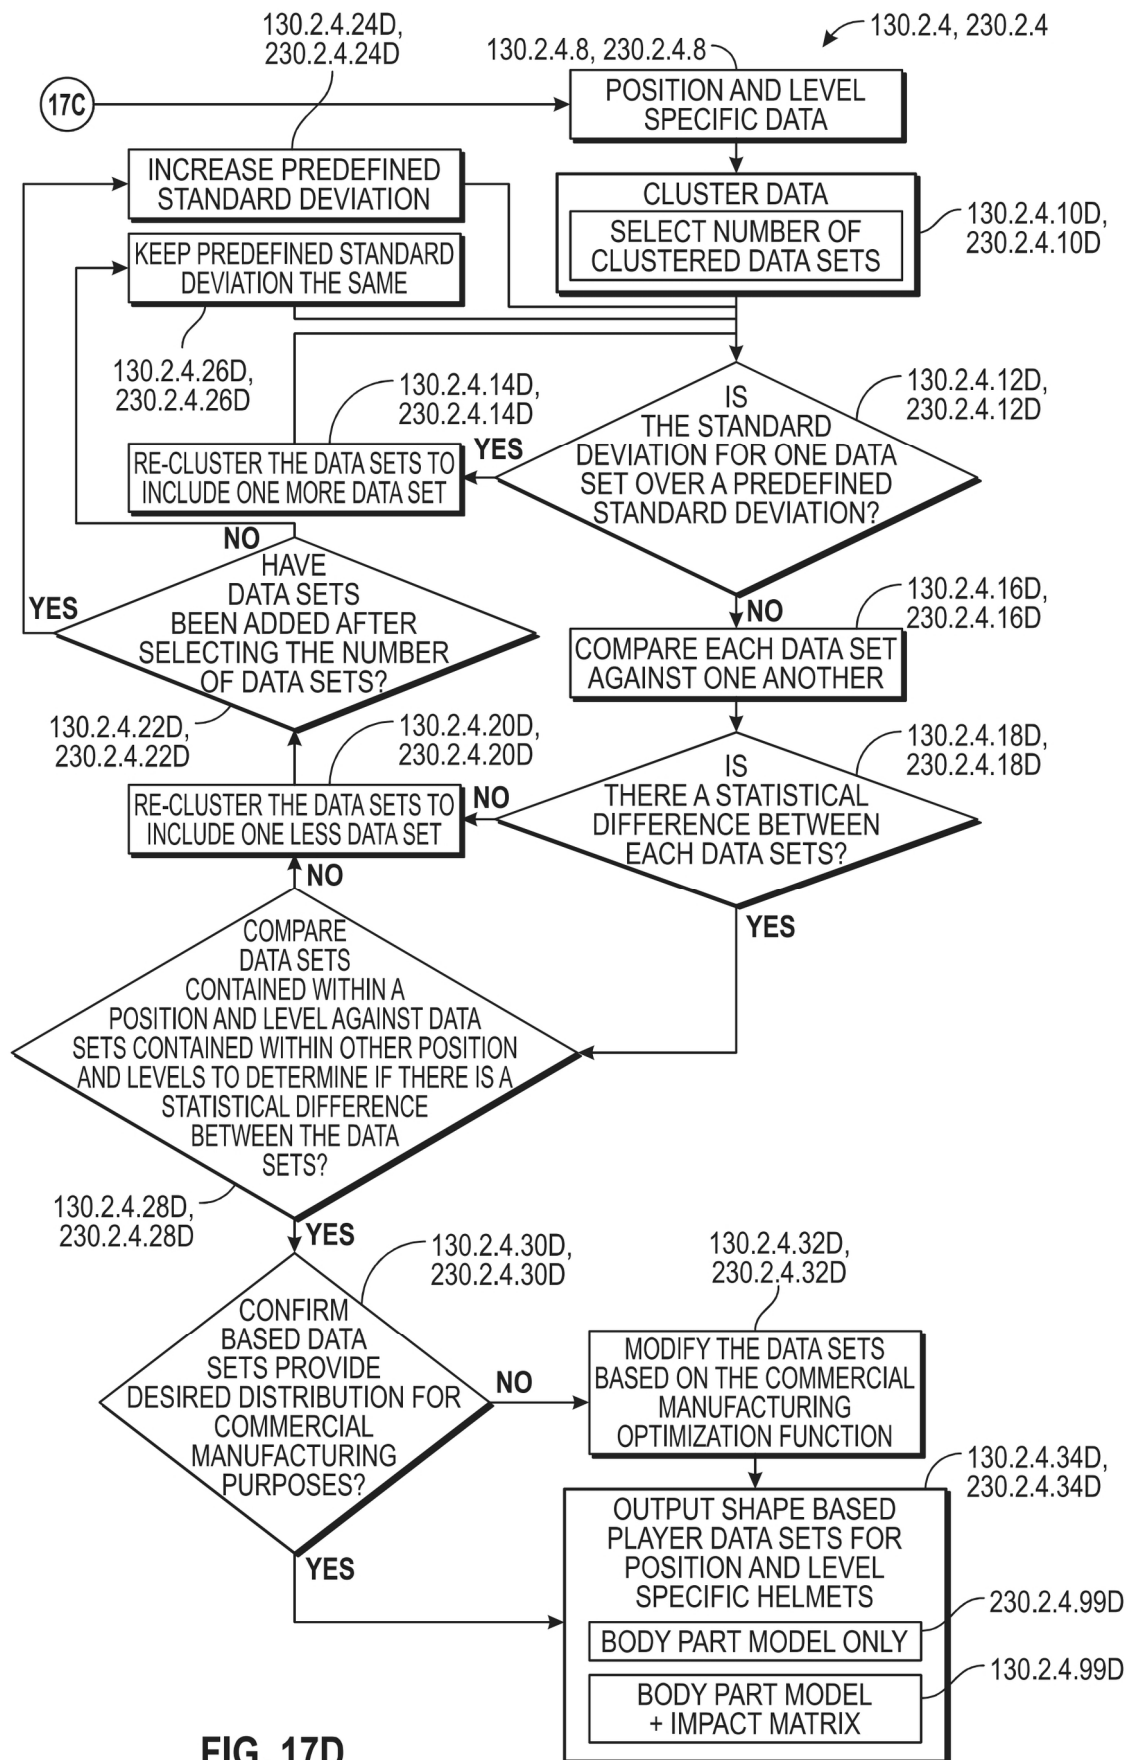 130.2.4.24D,
230.2.4.24D
130.2.4.8, 230.2.4.8
130.2.4, 230.2.4
17C
POSITION AND LEVEL
SPECIFIC DATA
INCREASE PREDEFINED
STANDARD DEVIATION
CLUSTER DATA
SELECT NUMBER OF
CLUSTERED DATA SETS
130.2.4.10D,
230.2.4.10D
KEEP PREDEFINED STANDARD
DEVIATION THE SAME
130.2.4.26D,
230.2.4.26D
130.2.4.14D,
230.2.4.14D
130.2.4.12D,
230.2.4.12D
IS
THE STANDARD
DEVIATION FOR ONE DATA
SET OVER A PREDEFINED
STANDARD DEVIATION?
YES
RE-CLUSTER THE DATA SETS TO
INCLUDE ONE MORE DATA SET
NO
HAVE
DATA SETS
BEEN ADDED AFTER
SELECTING THE NUMBER
OF DATA SETS?
YES
NO
130.2.4.16D,
230.2.4.16D
COMPARE EACH DATA SET
AGAINST ONE ANOTHER
130.2.4.22D,
230.2.4.22D
130.2.4.20D,
230.2.4.20D
130.2.4.18D,
230.2.4.18D
IS
THERE A STATISTICAL
DIFFERENCE BETWEEN
EACH DATA SETS?
NO
RE-CLUSTER THE DATA SETS TO
INCLUDE ONE LESS DATA SET
NO
YES
COMPARE
DATA SETS
CONTAINED WITHIN A
POSITION AND LEVEL AGAINST DATA
SETS CONTAINED WITHIN OTHER POSITION
AND LEVELS TO DETERMINE IF THERE IS A
STATISTICAL DIFFERENCE
BETWEEN THE DATA
SETS?
130.2.4.28D,
230.2.4.28D
YES
130.2.4.30D,
230.2.4.30D
130.2.4.32D,
230.2.4.32D
CONFIRM
BASED DATA
SETS PROVIDE
DESIRED DISTRIBUTION FOR
COMMERCIAL
MANUFACTURING
PURPOSES?
NO
MODIFY THE DATA SETS
BASED ON THE COMMERCIAL
MANUFACTURING
OPTIMIZATION FUNCTION
130.2.4.34D,
230.2.4.34D
YES
OUTPUT SHAPE BASED
PLAYER DATA SETS FOR
POSITION AND LEVEL
SPECIFIC HELMETS
230.2.4.99D
BODY PART MODEL ONLY
130.2.4.99D
BODY PART MODEL
+ IMPACT MATRIX
FIG. 17D